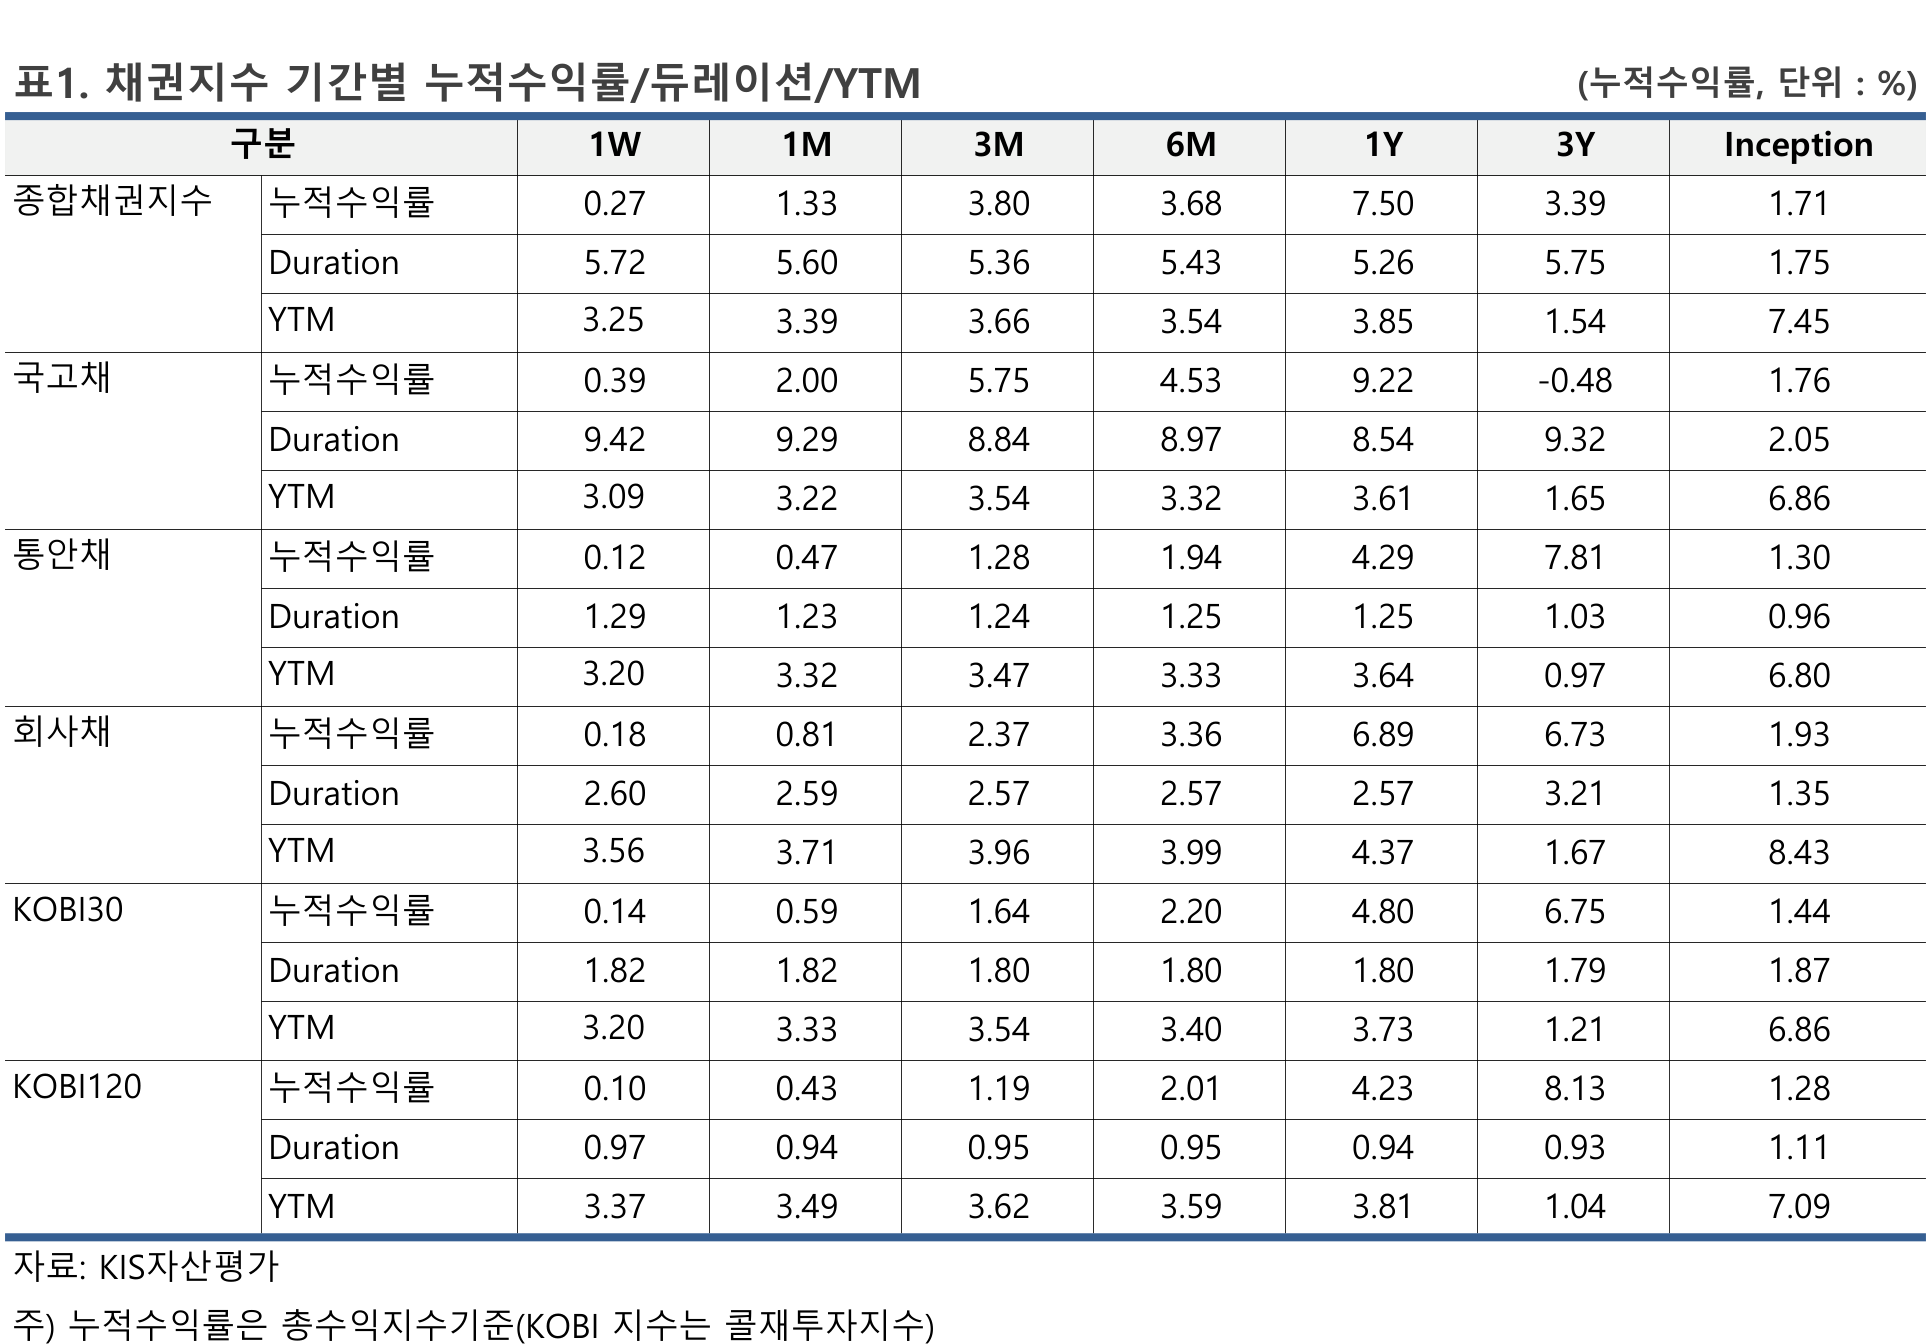 표1. 채권지수 기간별 누적수익률/듀레이션/YTM (누적수익률, 단위 : %)
구분 1W 1M 3M 6M 1Y 3Y Inception
종합채권지수 누적수익률 0.27 1.33 3.80 3.68 7.50 3.39 1.71
Duration 5.72 5.60 5.36 5.43 5.26 5.75 1.75
YTM 3.25 3.39 3.66 3.54 3.85 1.54 7.45
국고채 누적수익률 0.39 2.00 5.75 4.53 9.22 -0.48 1.76
Duration 9.42 9.29 8.84 8.97 8.54 9.32 2.05
YTM 3.09 3.22 3.54 3.32 3.61 1.65 6.86
통안채 누적수익률 0.12 0.47 1.28 1.94 4.29 7.81 1.30
Duration 1.29 1.23 1.24 1.25 1.25 1.03 0.96
YTM 3.20 3.32 3.47 3.33 3.64 0.97 6.80
회사채 누적수익률 0.18 0.81 2.37 3.36 6.89 6.73 1.93
Duration 2.60 2.59 2.57 2.57 2.57 3.21 1.35
YTM 3.56 3.71 3.96 3.99 4.37 1.67 8.43
KOBI30 누적수익률 0.14 0.59 1.64 2.20 4.80 6.75 1.44
Duration 1.82 1.82 1.80 1.80 1.80 1.79 1.87
YTM 3.20 3.33 3.54 3.40 3.73 1.21 6.86
KOBI120 누적수익률 0.10 0.43 1.19 2.01 4.23 8.13 1.28
Duration 0.97 0.94 0.95 0.95 0.94 0.93 1.11
YTM 3.37 3.49 3.62 3.59 3.81 1.04 7.09
자료: KIS자산평가
주) 누적수익률은 총수익지수기준(KOBI 지수는 콜재투자지수)